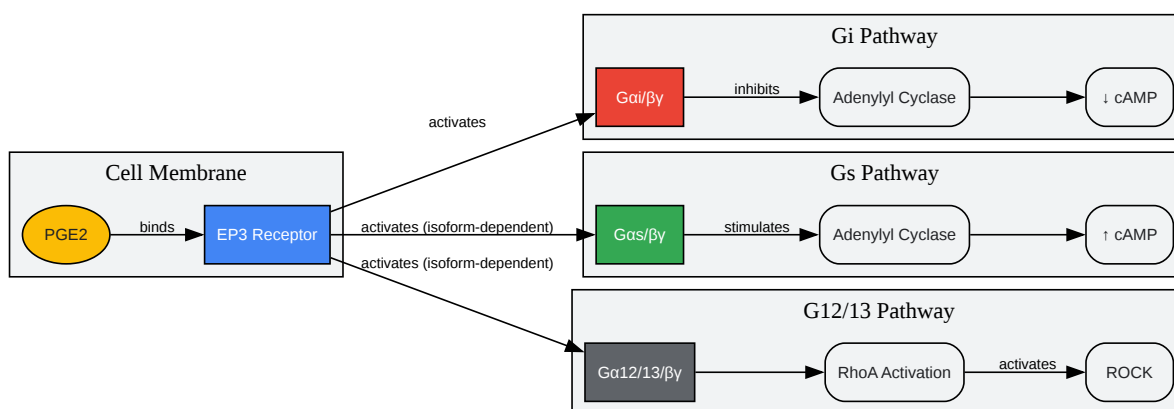 Gi Pathway
Gαi/βγ
inhibits
Adenylyl Cyclase
↓ cAMP
activates
Cell Membrane
PGE2
binds
EP3 Receptor
activates (isoform-dependent)
activates (isoform-dependent)
Gs Pathway
Gαs/βγ
stimulates
Adenylyl Cyclase
↑ cAMP
G12/13 Pathway
Gα12/13/βγ
RhoA Activation
activates
ROCK